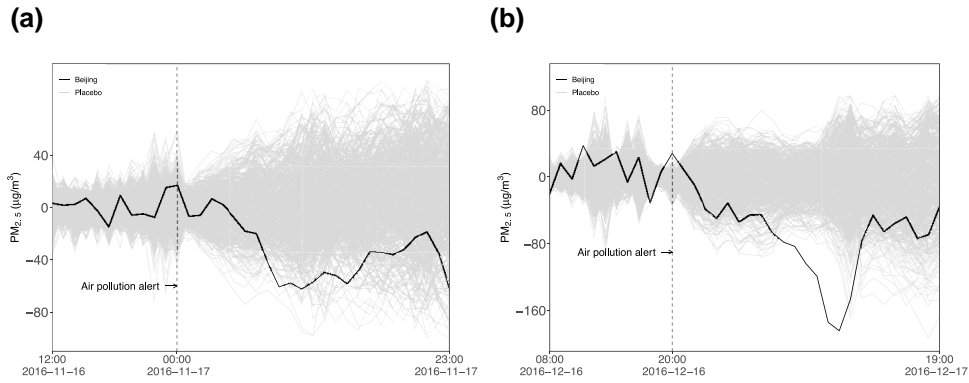 (a)
Beijing
Placebo
40
0
−40
−80
PM2.5 (µg/m³)
Air pollution alert →
12:00
2016−11−16
00:00
2016−11−17
23:00
2016−11−17
(b)
Beijing
Placebo
80
0
−80
−160
PM2.5 (µg/m³)
Air pollution alert →
08:00
2016−12−16
20:00
2016−12−16
19:00
2016−12−17